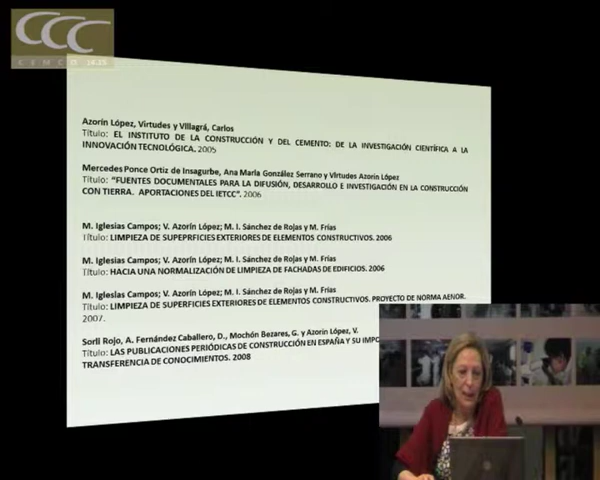 CCC
CEMCO 10.15
Azorín López, Virtudes y Villagrá, Carlos
Título: EL INSTITUTO DE LA CONSTRUCCIÓN Y DEL CEMENTO: DE LA INVESTIGACIÓN CIENTÍFICA A LA
INNOVACIÓN TECNOLÓGICA. 2005
Mercedes Ponce Ortiz de Insagurbe, Ana María González Serrano y Virtudes Azorín López
Título: "FUENTES DOCUMENTALES PARA LA DIFUSIÓN, DESARROLLO E INVESTIGACIÓN EN LA CONSTRUCCIÓN
CON TIERRA. APORTACIONES DEL IETCC". 2006
M. Iglesias Campos; V. Azorín López; M. I. Sánchez de Rojas y M. Frías
Título: LIMPIEZA DE SUPEPRFICIES EXTERIORES DE ELEMENTOS CONSTRUCTIVOS. 2006
M. Iglesias Campos; V. Azorín López; M. I. Sánchez de Rojas y M. Frías
Título: HACIA UNA NORMALIZACIÓN DE LIMPIEZA DE FACHADAS DE EDIFICIOS. 2006
M. Iglesias Campos; V. Azorín López; M. I. Sánchez de Rojas y M. Frías
Título: LIMPIEZA DE SUPERFICIES EXTERIORES DE ELEMENTOS CONSTRUCTIVOS. PROYECTO DE NORMA AENOR.
2007.
Sorli Rojo, A. Fernández Caballero, D., Mochón Bezares, G. y Azorín López, V.
Título: LAS PUBLICACIONES PERIÓDICAS DE CONSTRUCCIÓN EN ESPAÑA Y SU IMPO
TRANSFERENCIA DE CONOCIMIENTOS. 2008